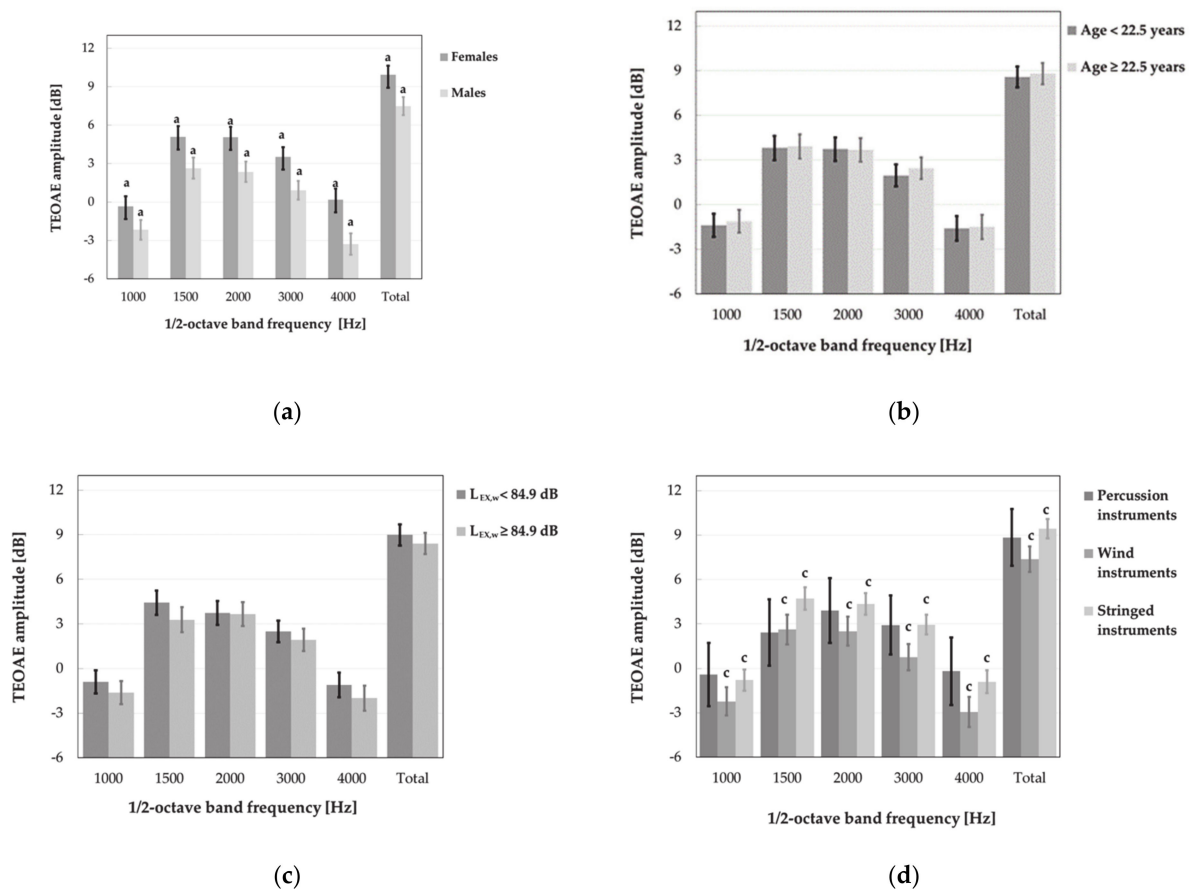 12
9
6
3
0
-3
-6
TEOAE amplitude [dB]
a a a a a a a a a a a a
1000 1500 2000 3000 4000 Total
1/2-octave band frequency [Hz]
Females
Males
(a)
12
9
6
3
0
-3
-6
TEOAE amplitude [dB]
1000 1500 2000 3000 4000 Total
1/2-octave band frequency [Hz]
Age < 22.5 years
Age ≥ 22.5 years
(b)
12
9
6
3
0
-3
-6
TEOAE amplitude [dB]
1000 1500 2000 3000 4000 Total
1/2-octave band frequency [Hz]
LEX,w < 84.9 dB
LEX,w ≥ 84.9 dB
(c)
12
9
6
3
0
-3
-6
TEOAE amplitude [dB]
c c c c c c c c c c c c
1000 1500 2000 3000 4000 Total
1/2-octave band frequency [Hz]
Percussion
instruments
Wind
instruments
Stringed
instruments
(d)